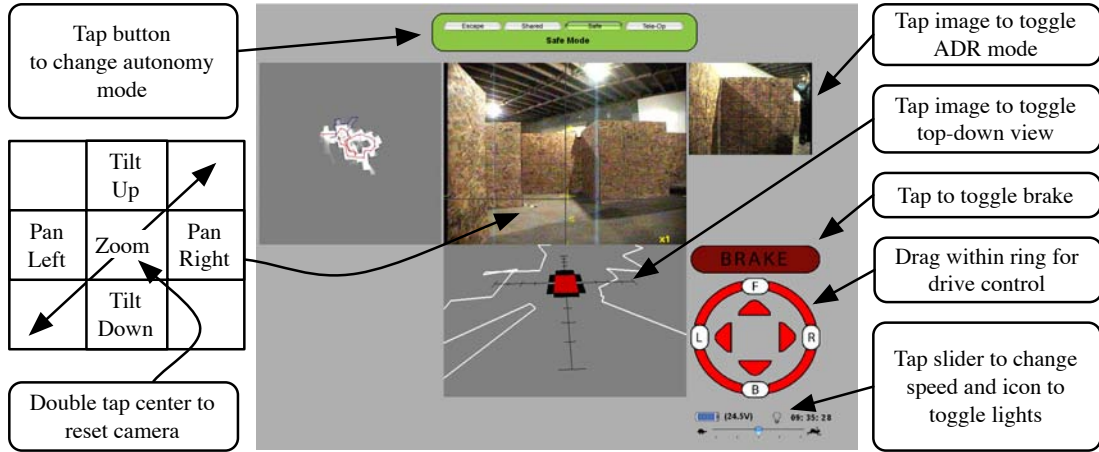 Tap button
to change autonomy
mode
Escape
Shared
Safe
Tele-Op
Safe Mode
Tap image to toggle
ADR mode
Tap image to toggle
top-down view
Tilt
Up
Pan
Left
Zoom
Pan
Right
Tilt
Down
x1
Tap to toggle brake
BRAKE
Drag within ring for
drive control
F
L
R
B
Double tap center to
reset camera
Tap slider to change
speed and icon to
toggle lights
(24.5V)
09: 35: 28